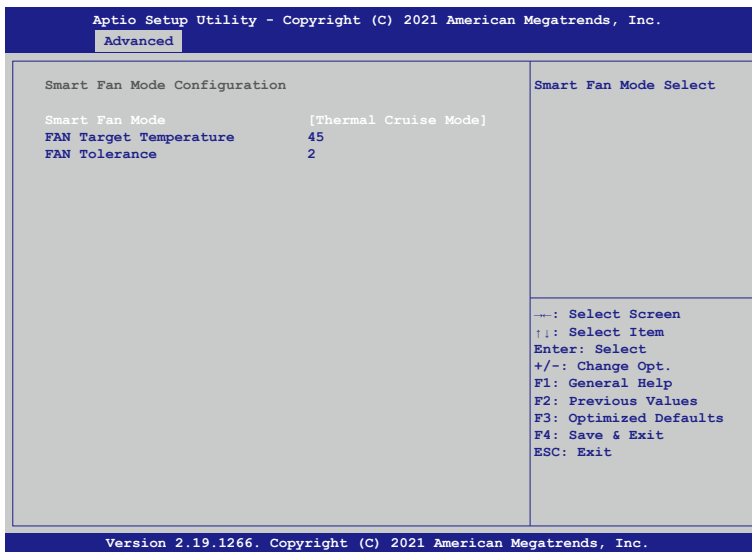 Aptio Setup Utility - Copyright (C) 2021 American Megatrends, Inc.
Advanced
Smart Fan Mode Configuration
Smart Fan Mode [Thermal Cruise Mode]
FAN Target Temperature 45
FAN Tolerance 2
Smart Fan Mode Select
→←: Select Screen
↑↓: Select Item
Enter: Select
+/-: Change Opt.
F1: General Help
F2: Previous Values
F3: Optimized Defaults
F4: Save & Exit
ESC: Exit
Version 2.19.1266. Copyright (C) 2021 American Megatrends, Inc.